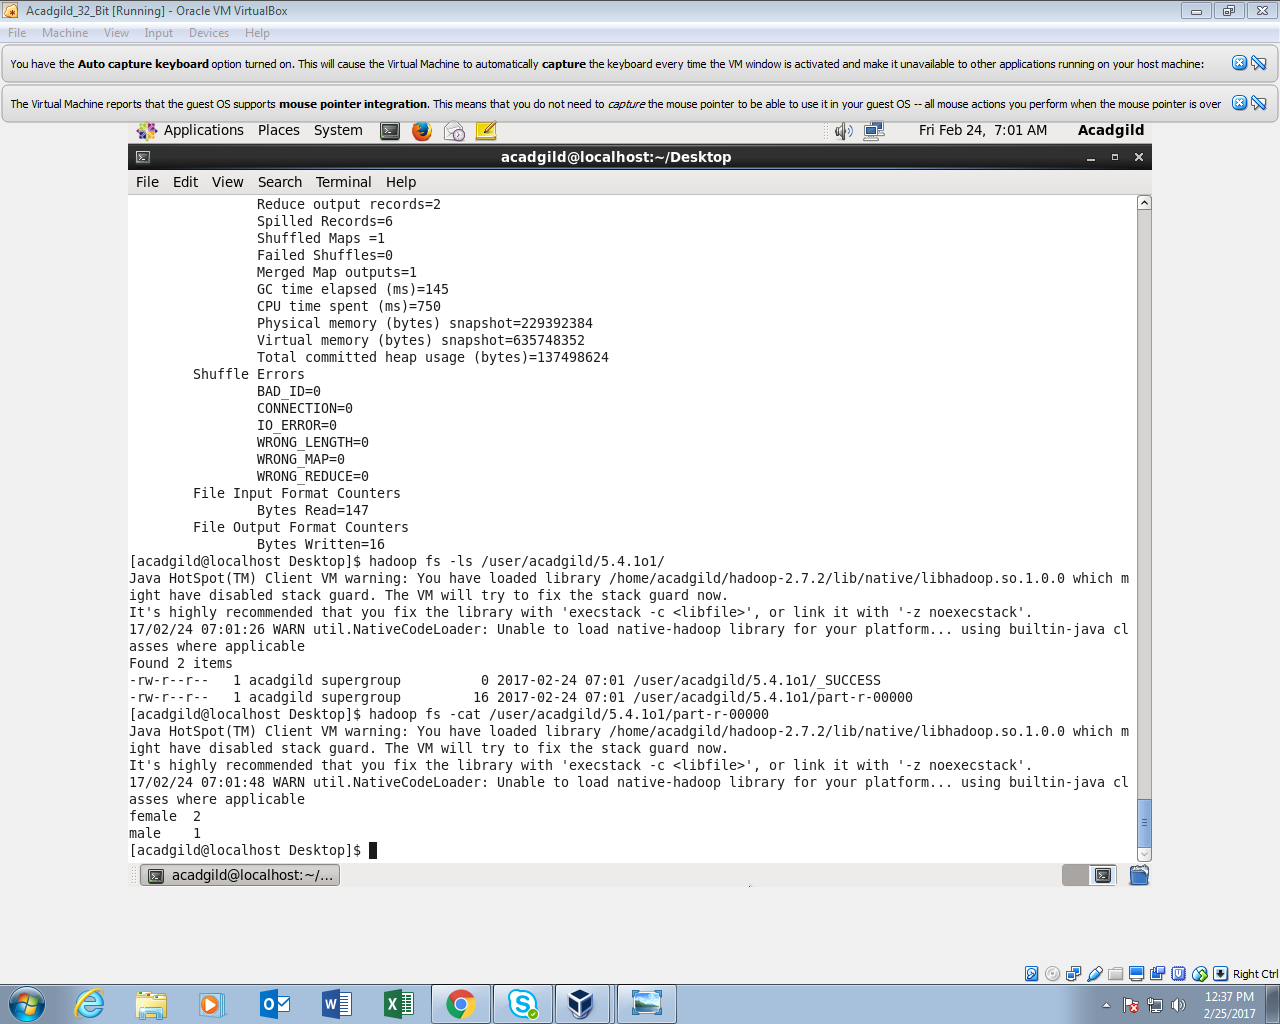 Acadgild_32_Bit [Running] - Oracle VM VirtualBox
File Machine View Input Devices Help
You have the Auto capture keyboard option turned on. This will cause the Virtual Machine to automatically capture the keyboard every time the VM window is activated and make it unavailable to other applications running on your host machine:
The Virtual Machine reports that the guest OS supports mouse pointer integration. This means that you do not need to capture the mouse pointer to be able to use it in your guest OS -- all mouse actions you perform when the mouse pointer is over
Applications Places System Fri Feb 24, 7:01 AM Acadgild
acadgild@localhost:~/Desktop
File Edit View Search Terminal Help
Reduce output records=2
Spilled Records=6
Shuffled Maps =1
Failed Shuffles=0
Merged Map outputs=1
GC time elapsed (ms)=145
CPU time spent (ms)=750
Physical memory (bytes) snapshot=229392384
Virtual memory (bytes) snapshot=635748352
Total committed heap usage (bytes)=137498624
Shuffle Errors
BAD_ID=0
CONNECTION=0
IO_ERROR=0
WRONG_LENGTH=0
WRONG_MAP=0
WRONG_REDUCE=0
File Input Format Counters
Bytes Read=147
File Output Format Counters
Bytes Written=16
[acadgild@localhost Desktop]$ hadoop fs -ls /user/acadgild/5.4.1o1/
Java HotSpot(TM) Client VM warning: You have loaded library /home/acadgild/hadoop-2.7.2/lib/native/libhadoop.so.1.0.0 which m
ight have disabled stack guard. The VM will try to fix the stack guard now.
It's highly recommended that you fix the library with 'execstack -c <libfile>', or link it with '-z noexecstack'.
17/02/24 07:01:26 WARN util.NativeCodeLoader: Unable to load native-hadoop library for your platform... using builtin-java cl
asses where applicable
Found 2 items
-rw-r--r-- 1 acadgild supergroup 0 2017-02-24 07:01 /user/acadgild/5.4.1o1/_SUCCESS
-rw-r--r-- 1 acadgild supergroup 16 2017-02-24 07:01 /user/acadgild/5.4.1o1/part-r-00000
[acadgild@localhost Desktop]$ hadoop fs -cat /user/acadgild/5.4.1o1/part-r-00000
Java HotSpot(TM) Client VM warning: You have loaded library /home/acadgild/hadoop-2.7.2/lib/native/libhadoop.so.1.0.0 which m
ight have disabled stack guard. The VM will try to fix the stack guard now.
It's highly recommended that you fix the library with 'execstack -c <libfile>', or link it with '-z noexecstack'.
17/02/24 07:01:48 WARN util.NativeCodeLoader: Unable to load native-hadoop library for your platform... using builtin-java cl
asses where applicable
female 2
male 1
[acadgild@localhost Desktop]$
acadgild@localhost:~/...
Right Ctrl
12:37 PM
2/25/2017